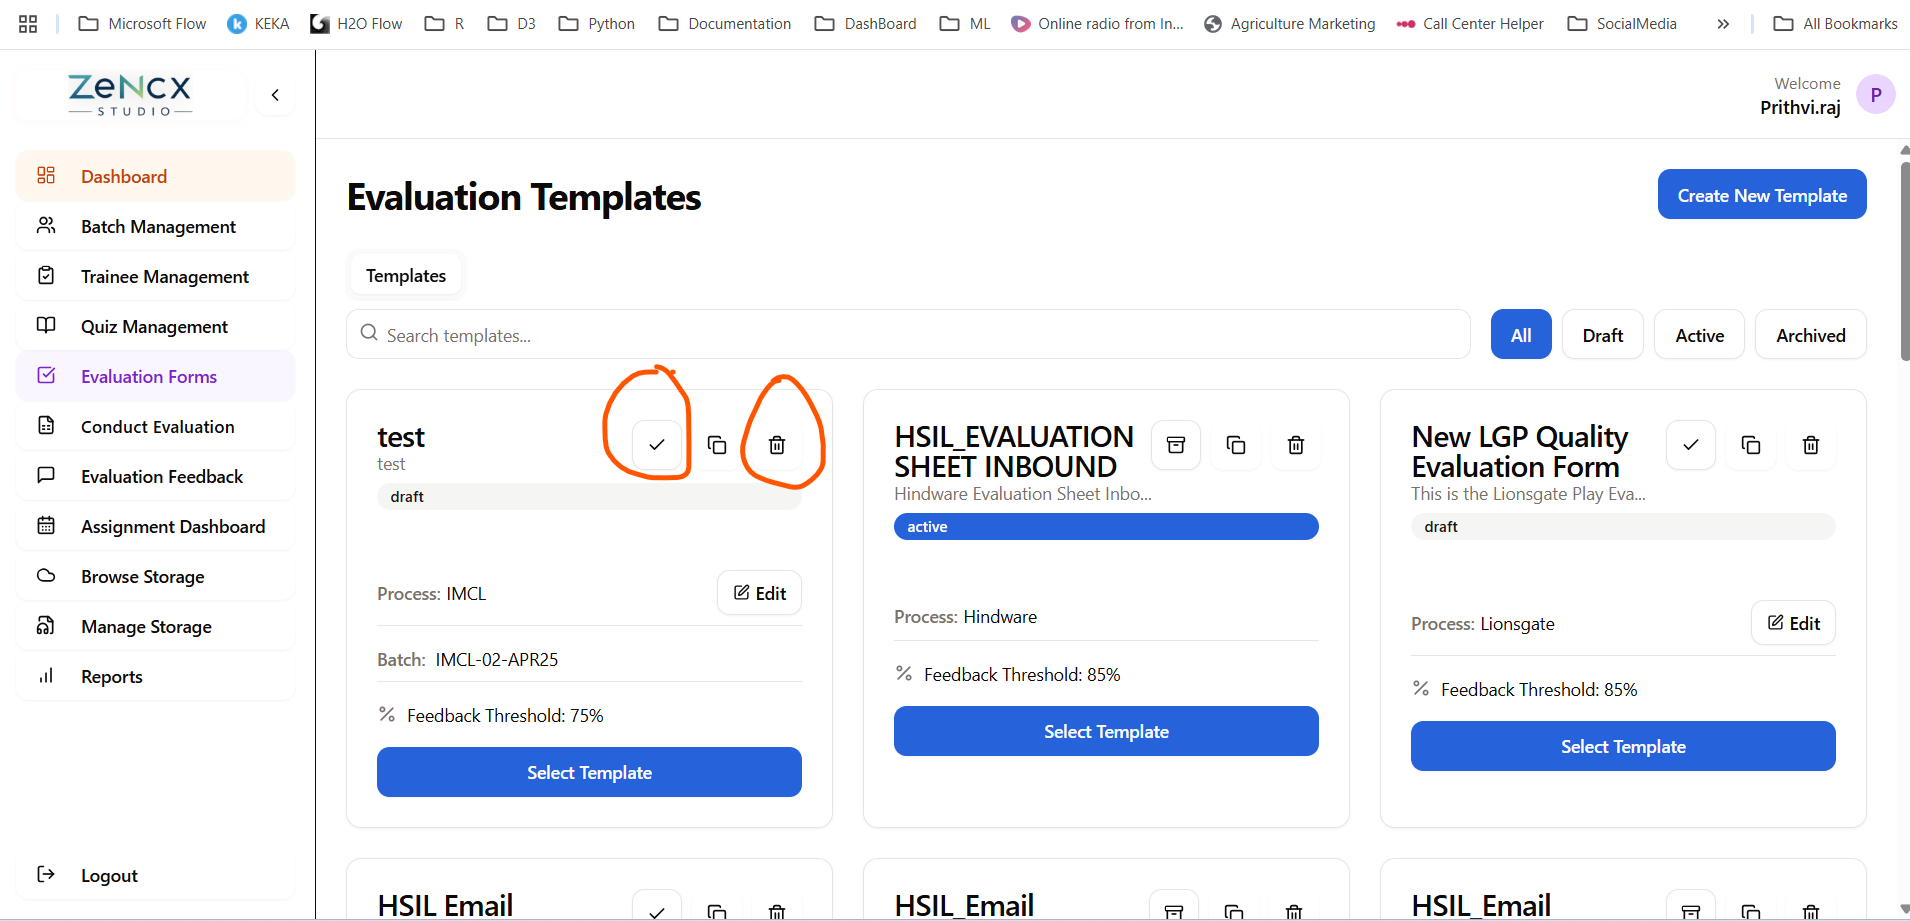 Microsoft Flow KEKA H2O Flow R D3 Python Documentation DashBoard ML Online radio from In... Agriculture Marketing Call Center Helper SocialMedia » All Bookmarks
ZeNCX
STUDIO
Welcome
Prithvi.raj
P
Dashboard
Batch Management
Trainee Management
Quiz Management
Evaluation Forms
Conduct Evaluation
Evaluation Feedback
Assignment Dashboard
Browse Storage
Manage Storage
Reports
Logout
Evaluation Templates
Create New Template
Templates
Search templates...
All Draft Active Archived
test
test
draft
Process: IMCL
Edit
Batch: IMCL-02-APR25
% Feedback Threshold: 75%
Select Template
HSIL_EVALUATION
SHEET INBOUND
Hindware Evaluation Sheet Inbo...
active
Process: Hindware
% Feedback Threshold: 85%
Select Template
New LGP Quality
Evaluation Form
This is the Lionsgate Play Eva...
draft
Process: Lionsgate
Edit
% Feedback Threshold: 85%
Select Template
HSIL Email
HSIL_Email
HSIL_Email